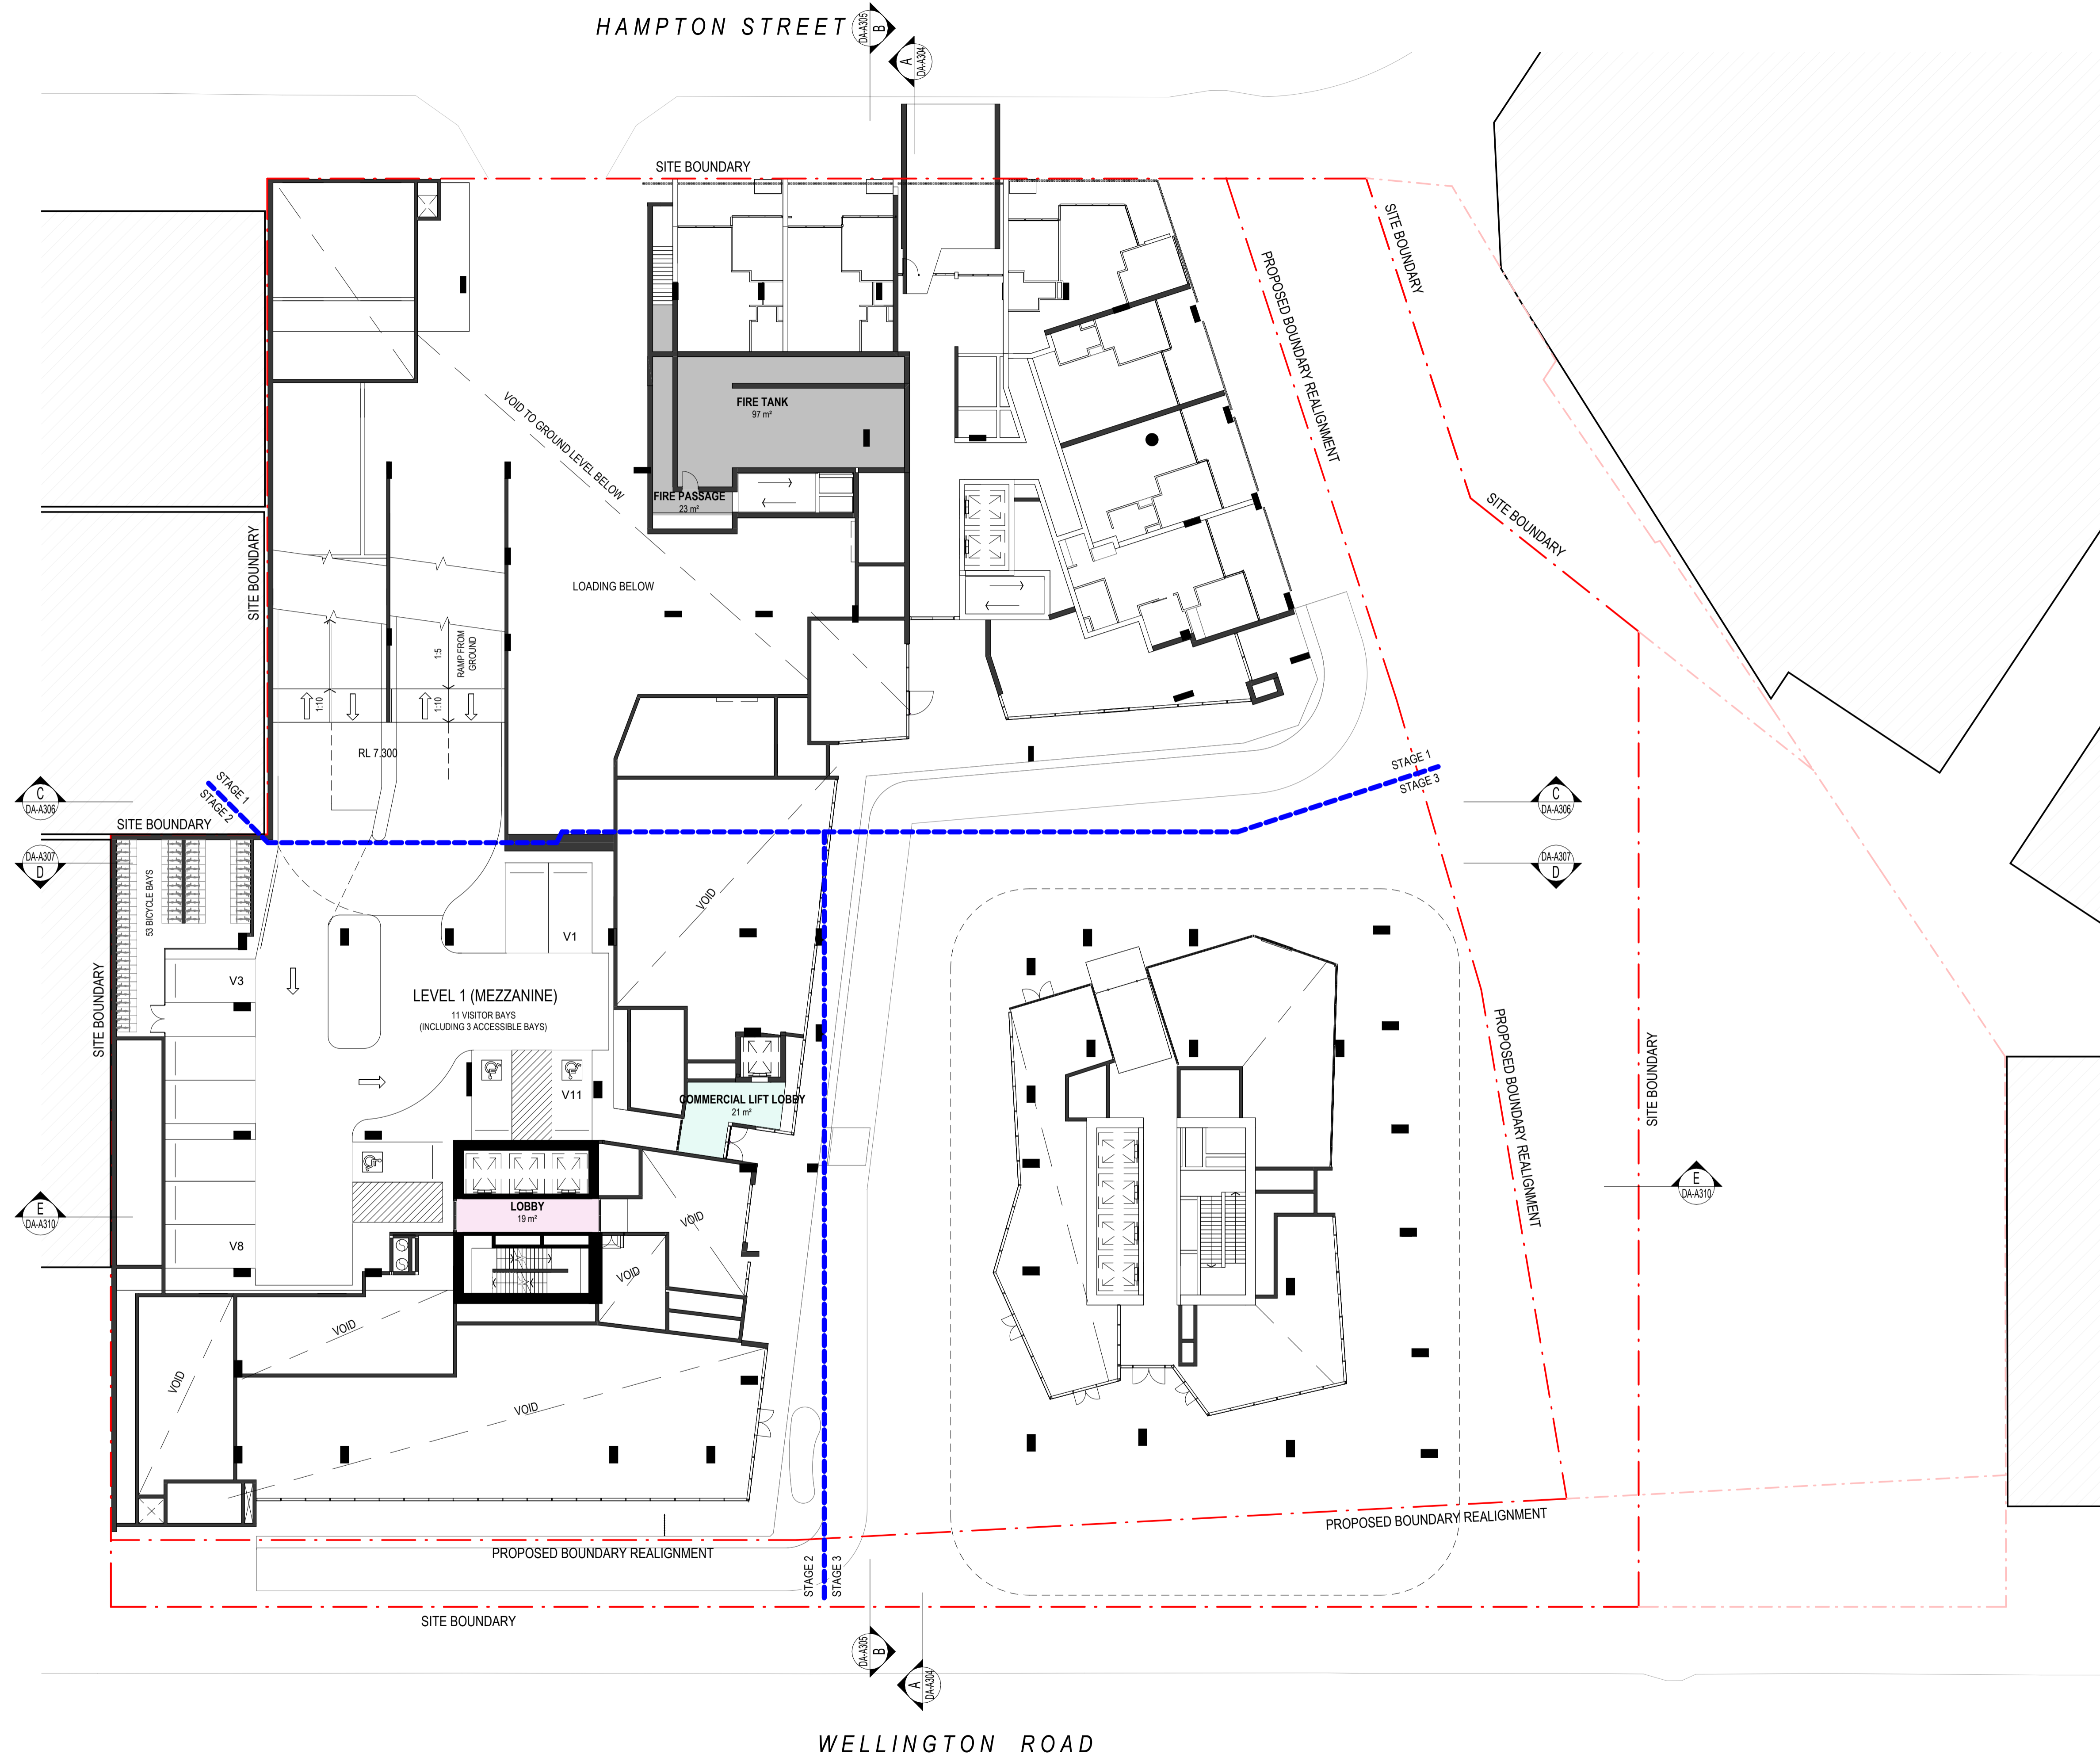 HAMPTON STREET
DA-A305
B
A
DA-A304
SITE BOUNDARY
SITE BOUNDARY
PROPOSED BOUNDARY REALIGNMENT
VOID TO GROUND LEVEL BELOW
FIRE TANK
97 m²
FIRE PASSAGE
23 m²
SITE BOUNDARY
SITE BOUNDARY
LOADING BELOW
1:5
RAMP FROM
GROUND
1:10
1:10
RL 7.300
STAGE 1
STAGE 2
STAGE 1
STAGE 3
C
DA-A306
C
DA-A306
SITE BOUNDARY
DA-A307
D
DA-A307
D
53 BICYCLE BAYS
VOID
V1
V3
SITE BOUNDARY
LEVEL 1 (MEZZANINE)
11 VISITOR BAYS
(INCLUDING 3 ACCESSIBLE BAYS)
V11
COMMERCIAL LIFT LOBBY
21 m²
PROPOSED BOUNDARY REALIGNMENT
SITE BOUNDARY
E
DA-A310
E
DA-A310
LOBBY
19 m²
VOID
V8
VOID
VOID
VOID
VOID
PROPOSED BOUNDARY REALIGNMENT
PROPOSED BOUNDARY REALIGNMENT
STAGE 2
STAGE 3
SITE BOUNDARY
DA-A305
B
A
DA-A304
WELLINGTON ROAD